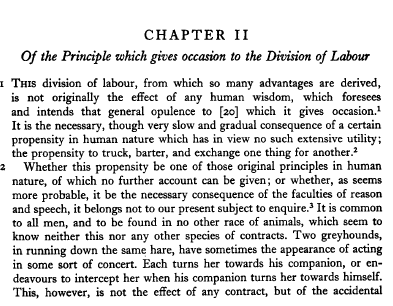 CHAPTER II
Of the Principle which gives occasion to the Division of Labour
1 THIS division of labour, from which so many advantages are derived,
is not originally the effect of any human wisdom, which foresees
and intends that general opulence to [20] which it gives occasion.¹
It is the necessary, though very slow and gradual consequence of a certain
propensity in human nature which has in view no such extensive utility;
the propensity to truck, barter, and exchange one thing for another.²
2 Whether this propensity be one of those original principles in human
nature, of which no further account can be given; or whether, as seems
more probable, it be the necessary consequence of the faculties of reason
and speech, it belongs not to our present subject to enquire.³ It is common
to all men, and to be found in no other race of animals, which seem to
know neither this nor any other species of contracts. Two greyhounds,
in running down the same hare, have sometimes the appearance of acting
in some sort of concert. Each turns her towards his companion, or en-
deavours to intercept her when his companion turns her towards himself.
This, however, is not the effect of any contract, but of the accidental